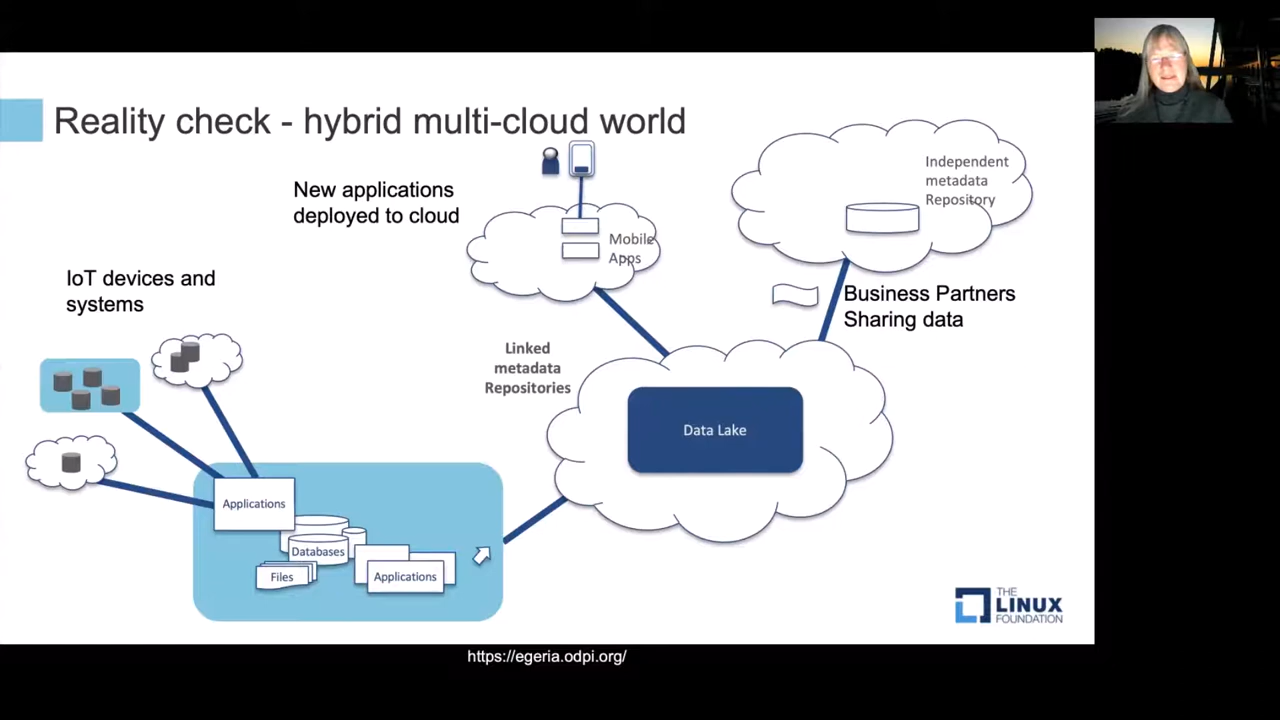 Reality check - hybrid multi-cloud world
New applications
deployed to cloud
Mobile
Apps
Independent
metadata
Repository
IoT devices and
systems
Business Partners
Sharing data
Linked
metadata
Repositories
Data Lake
Applications
Databases
Files
Applications
THE
LINUX
FOUNDATION
https://egeria.odpi.org/